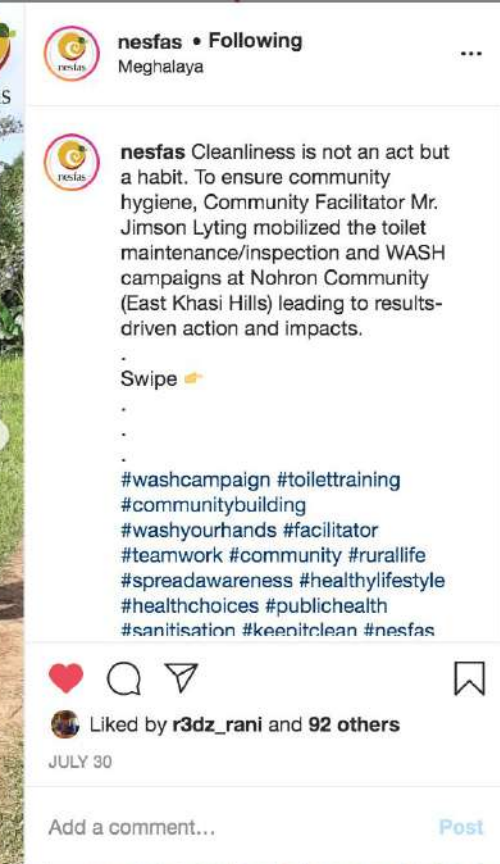 nesfas • Following
Meghalaya
...
s
nesfas
nesfas
nesfas Cleanliness is not an act but
a habit. To ensure community
hygiene, Community Facilitator Mr.
Jimson Lyting mobilized the toilet
maintenance/inspection and WASH
campaigns at Nohron Community
(East Khasi Hills) leading to results-
driven action and impacts.
.
Swipe 👉
.
.
.
#washcampaign #toilettraining
#communitybuilding
#washyourhands #facilitator
#teamwork #community #rurallife
#spreadawareness #healthylifestyle
#healthchoices #publichealth
#sanitisation #keepitclean #nesfas
Liked by r3dz_rani and 92 others
JULY 30
Add a comment...
Post